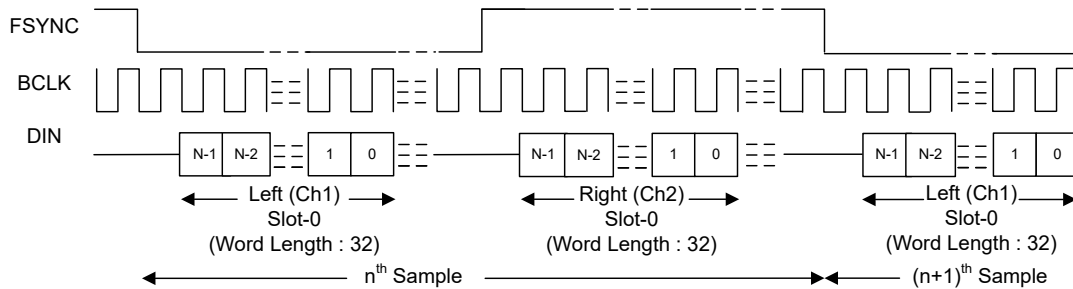 FSYNC
BCLK
DIN
N-1 N-2 1 0 N-1 N-2 1 0 N-1 N-2 1 0
Left (Ch1) Right (Ch2) Left (Ch1)
Slot-0 Slot-0 Slot-0
(Word Length : 32) (Word Length : 32) (Word Length : 32)
nth Sample (n+1)th Sample